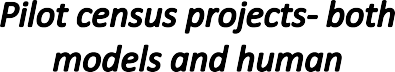 Pilot census projects- both
models and human